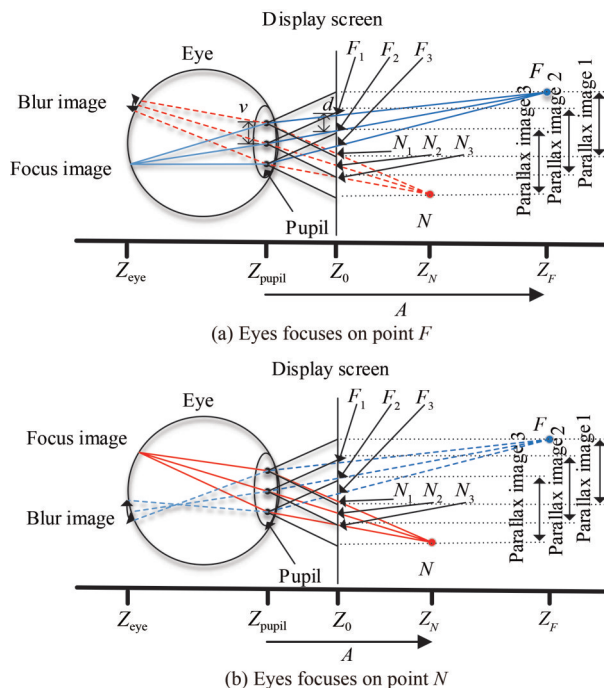 Display screen
Eye
F1
F2
F3
F
Blur image
v
d
Focus image
N1
N2
N3
N
Pupil
Parallax image 3
Parallax image 2
Parallax image 1
Zeye
Zpupil
Z0
ZN
ZF
A
(a) Eyes focuses on point F
Display screen
Eye
F1
F2
F3
F
Focus image
N1
N2
N3
Blur image
N
Pupil
Parallax image 3
Parallax image 2
Parallax image 1
Zeye
Zpupil
Z0
ZN
ZF
A
(b) Eyes focuses on point N